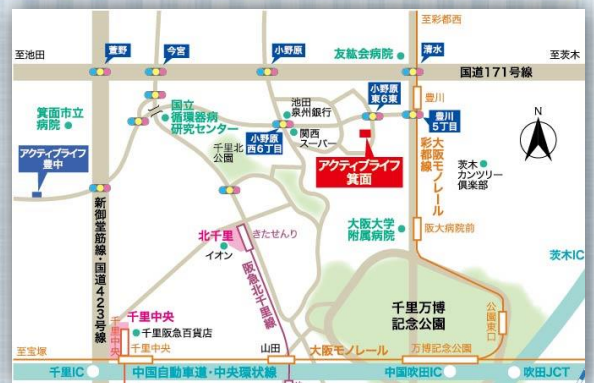 至彩都西
萱野
今宮
小野原
友紘会病院
清水
至池田
至茨木
国道171号線
箕面市立
病院
国立
循環器病
研究センター
池田
泉州銀行
小野原
東6東
豊川
関西
スーパー
小野原
西6丁目
豊川
5丁目
アクティブライフ
豊中
千里北
公園
アクティブライフ
箕面
大阪モノレール
彩都線
茨木
カンツリー
倶楽部
N
新御堂筋線・国道423号線
北千里
きたせんり
イオン
大阪大学
附属病院
阪大病院前
茨木IC
阪急北千里線
千里中央
千里中央
千里阪急百貨店
千里万博
記念公園
公園東口
至宝塚
山田
大阪モノレール
万博記念公園
千里IC
中国自動車道・中央環状線
中国吹田IC
吹田JCT